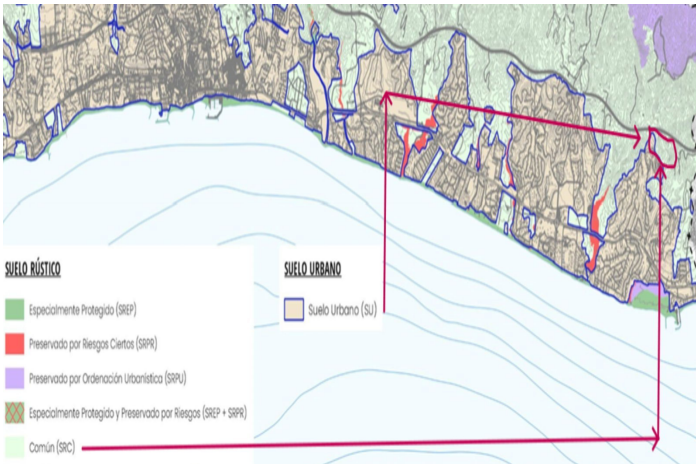 SUELO RÚSTICO
Especialmente Protegido (SREP)
Preservado por Riesgos Ciertos (SRPR)
Preservado por Ordenación Urbanística (SRPU)
Especialmente Protegido y Preservado por Riesgos (SREP + SRPR)
Común (SRC)
SUELO URBANO
Suelo Urbano (SU)